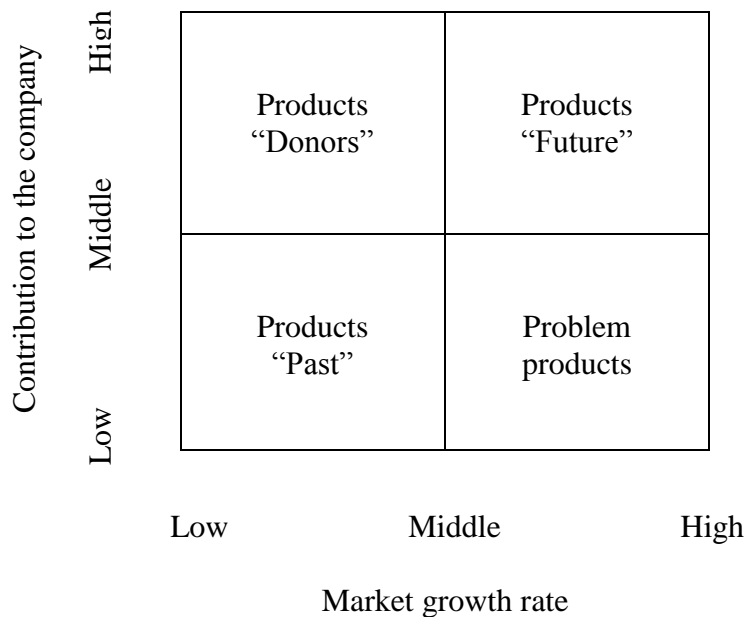 Contribution to the company
High
Middle
Low
Products
“Donors”
Products
“Future”
Products
“Past”
Problem
products
Low Middle High
Market growth rate